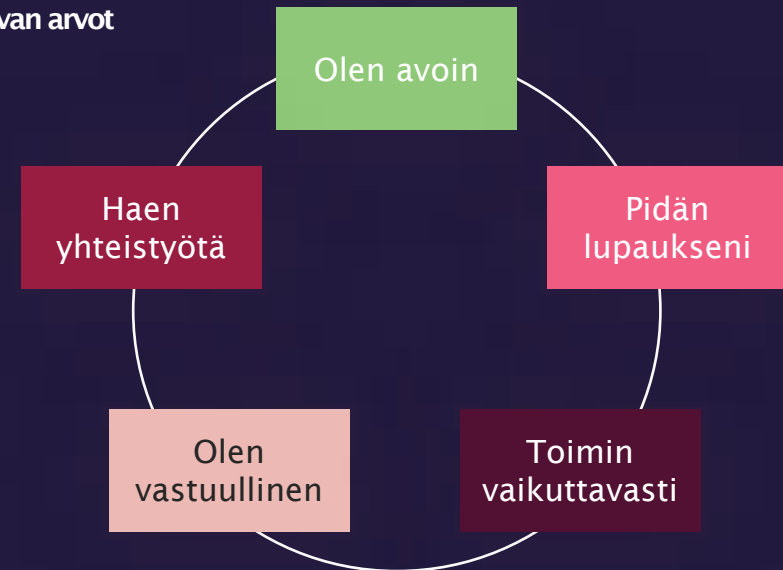 van arvot
Olen avoin
Haen
yhteistyötä
Pidän
lupaukseni
Olen
vastuullinen
Toimin
vaikuttavasti